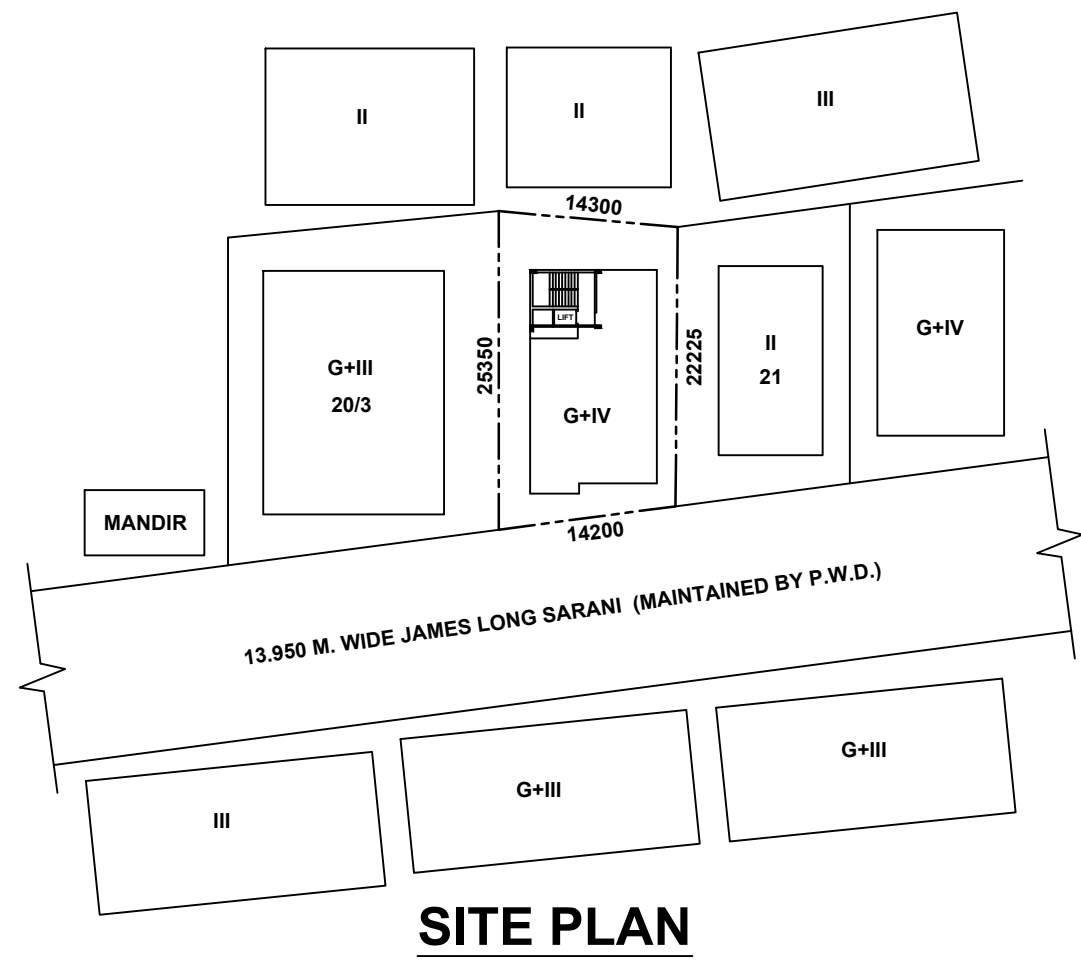 II
II
III
14300
G+III
20/3
25350
LIFT
G+IV
22225
II
21
G+IV
MANDIR
14200
13.950 M. WIDE JAMES LONG SARANI (MAINTAINED BY P.W.D.)
III
G+III
G+III
SITE PLAN